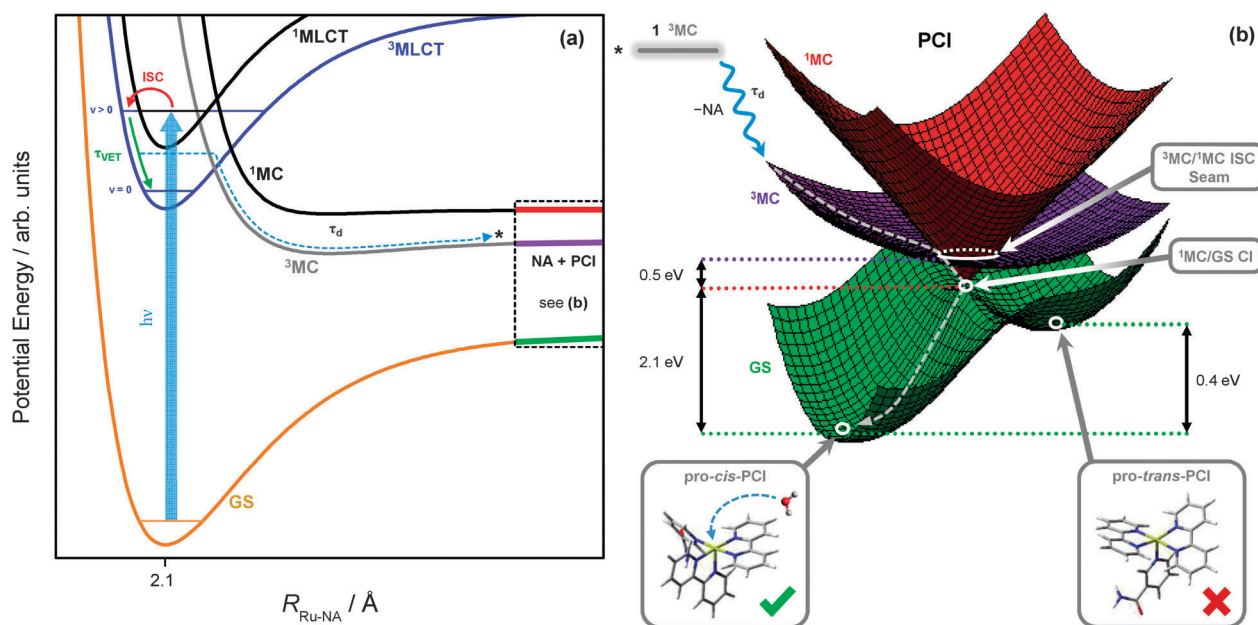 (a)
¹MLCT
³MLCT
ISC
v > 0
τVET
v = 0
¹MC
τd
*
³MC
NA + PCI
see (b)
hν
GS
Potential Energy / arb. units
2.1
RRu-NA / Å
(b)
PCI
1 ³MC
*
τd
−NA
¹MC
³MC
³MC/¹MC ISC
Seam
¹MC/GS CI
0.5 eV
2.1 eV
GS
0.4 eV
pro-cis-PCI
pro-trans-PCI